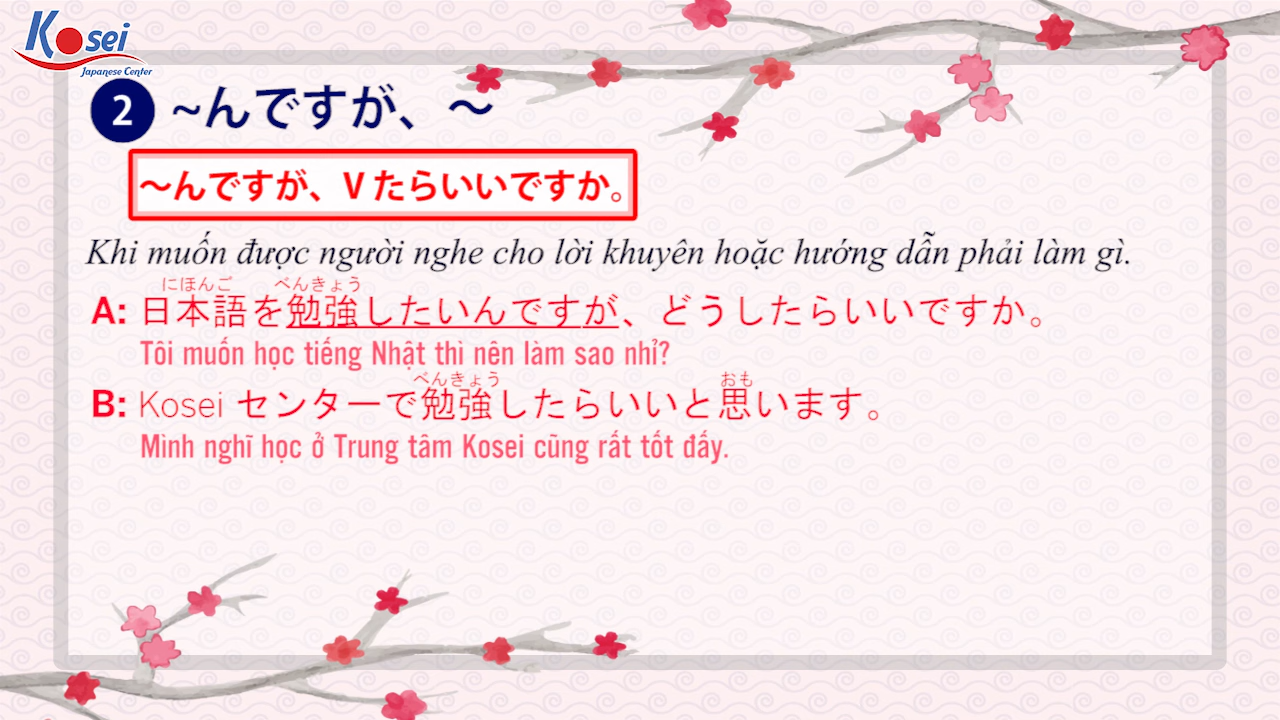 Kosei
Japanese Center
2 ~んですが、～
～んですが、Vたらいいですか。
Khi muốn được người nghe cho lời khuyên hoặc hướng dẫn phải làm gì.
にほんご べんきょう
A: 日本語を勉強したいんですが、どうしたらいいですか。
Tôi muốn học tiếng Nhật thì nên làm sao nhỉ?
べんきょう おも
B: Kosei センターで勉強したらいいと思います。
Mình nghĩ học ở Trung tâm Kosei cũng rất tốt đấy.